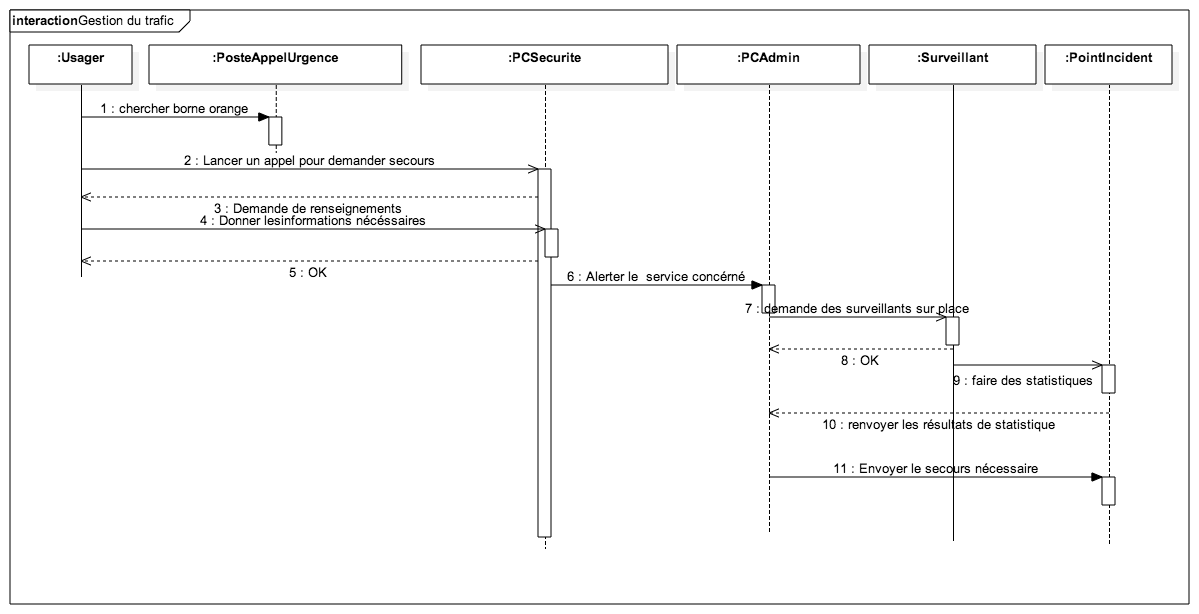 interactionGestion du trafic
:Usager
:PosteAppelUrgence
:PCSecurite
:PCAdmin
:Surveillant
:PointIncident
1 : chercher borne orange
2 : Lancer un appel pour demander secours
3 : Demande de renseignements
4 : Donner lesinformations nécéssaires
5 : OK
6 : Alerter le  service concérné
7 : demande des surveillants sur place
8 : OK
9 : faire des statistiques
10 : renvoyer les résultats de statistique
11 : Envoyer le secours nécessaire